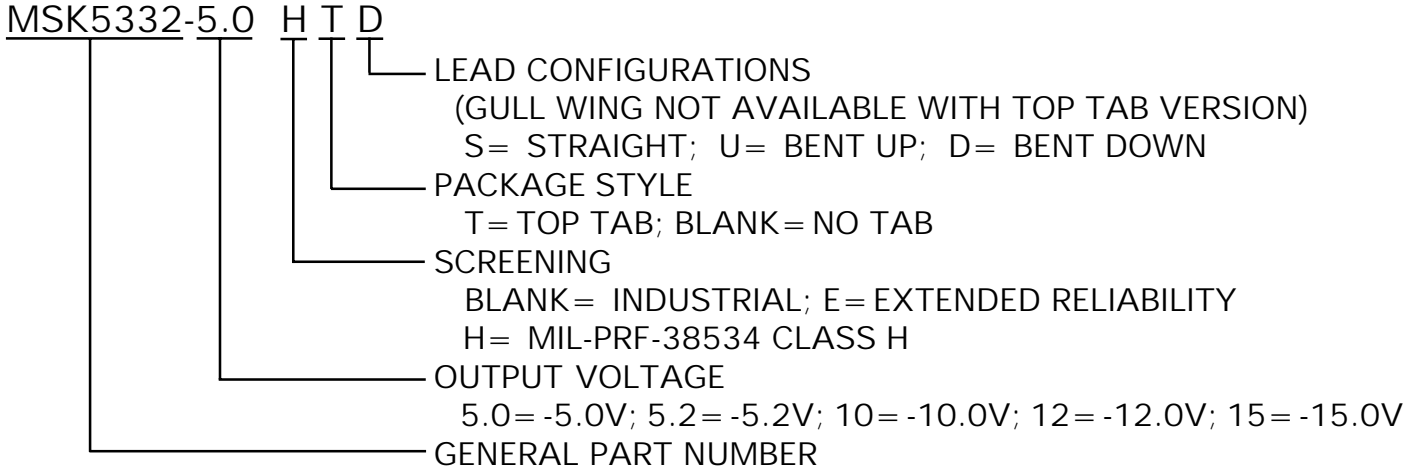 MSK5332-5.0 H T D
LEAD CONFIGURATIONS
(GULL WING NOT AVAILABLE WITH TOP TAB VERSION)
S= STRAIGHT; U= BENT UP; D= BENT DOWN
PACKAGE STYLE
T=TOP TAB; BLANK=NO TAB
SCREENING
BLANK= INDUSTRIAL; E=EXTENDED RELIABILITY
H= MIL-PRF-38534 CLASS H
OUTPUT VOLTAGE
5.0=-5.0V; 5.2=-5.2V; 10=-10.0V; 12=-12.0V; 15=-15.0V
GENERAL PART NUMBER